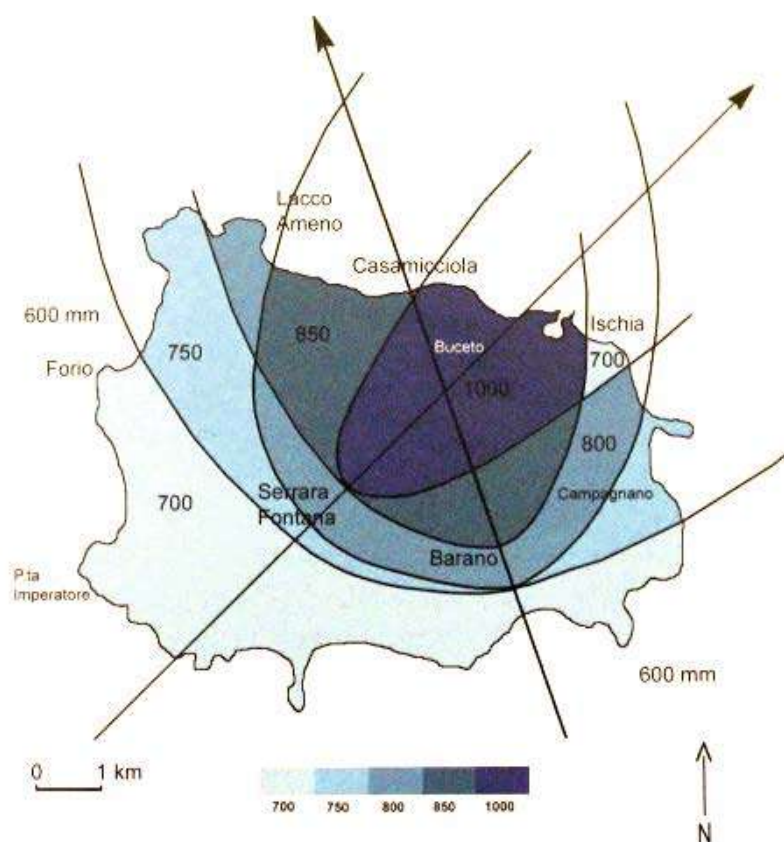 Lacco
Ameno
Casamicciola
600 mm
Ischia
850
Buceto
750
700
Forio
1000
800
Serrara
Fontana
Campagnano
700
Barano
P.ta
Imperatore
600 mm
0 1 km
700 750 800 850 1000
N